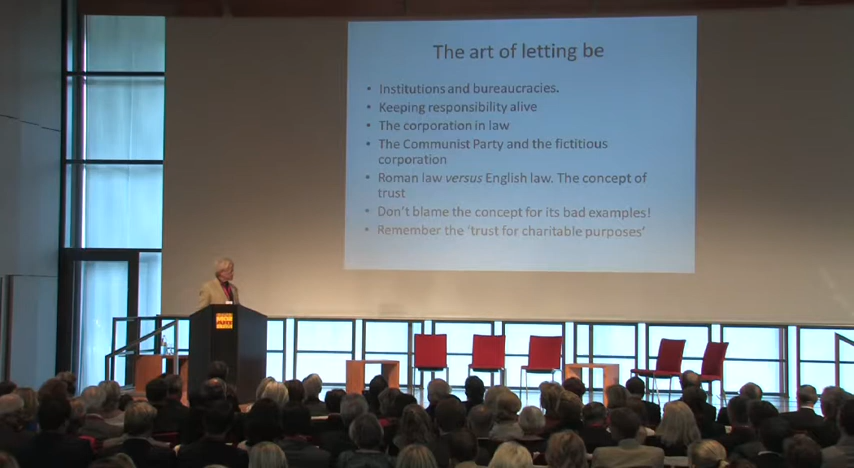 The art of letting be
• Institutions and bureaucracies.
• Keeping responsibility alive
• The corporation in law
• The Communist Party and the fictitious
corporation
• Roman law versus English law. The concept of
trust
• Don't blame the concept for its bad examples!
• Remember the 'trust for charitable purposes'